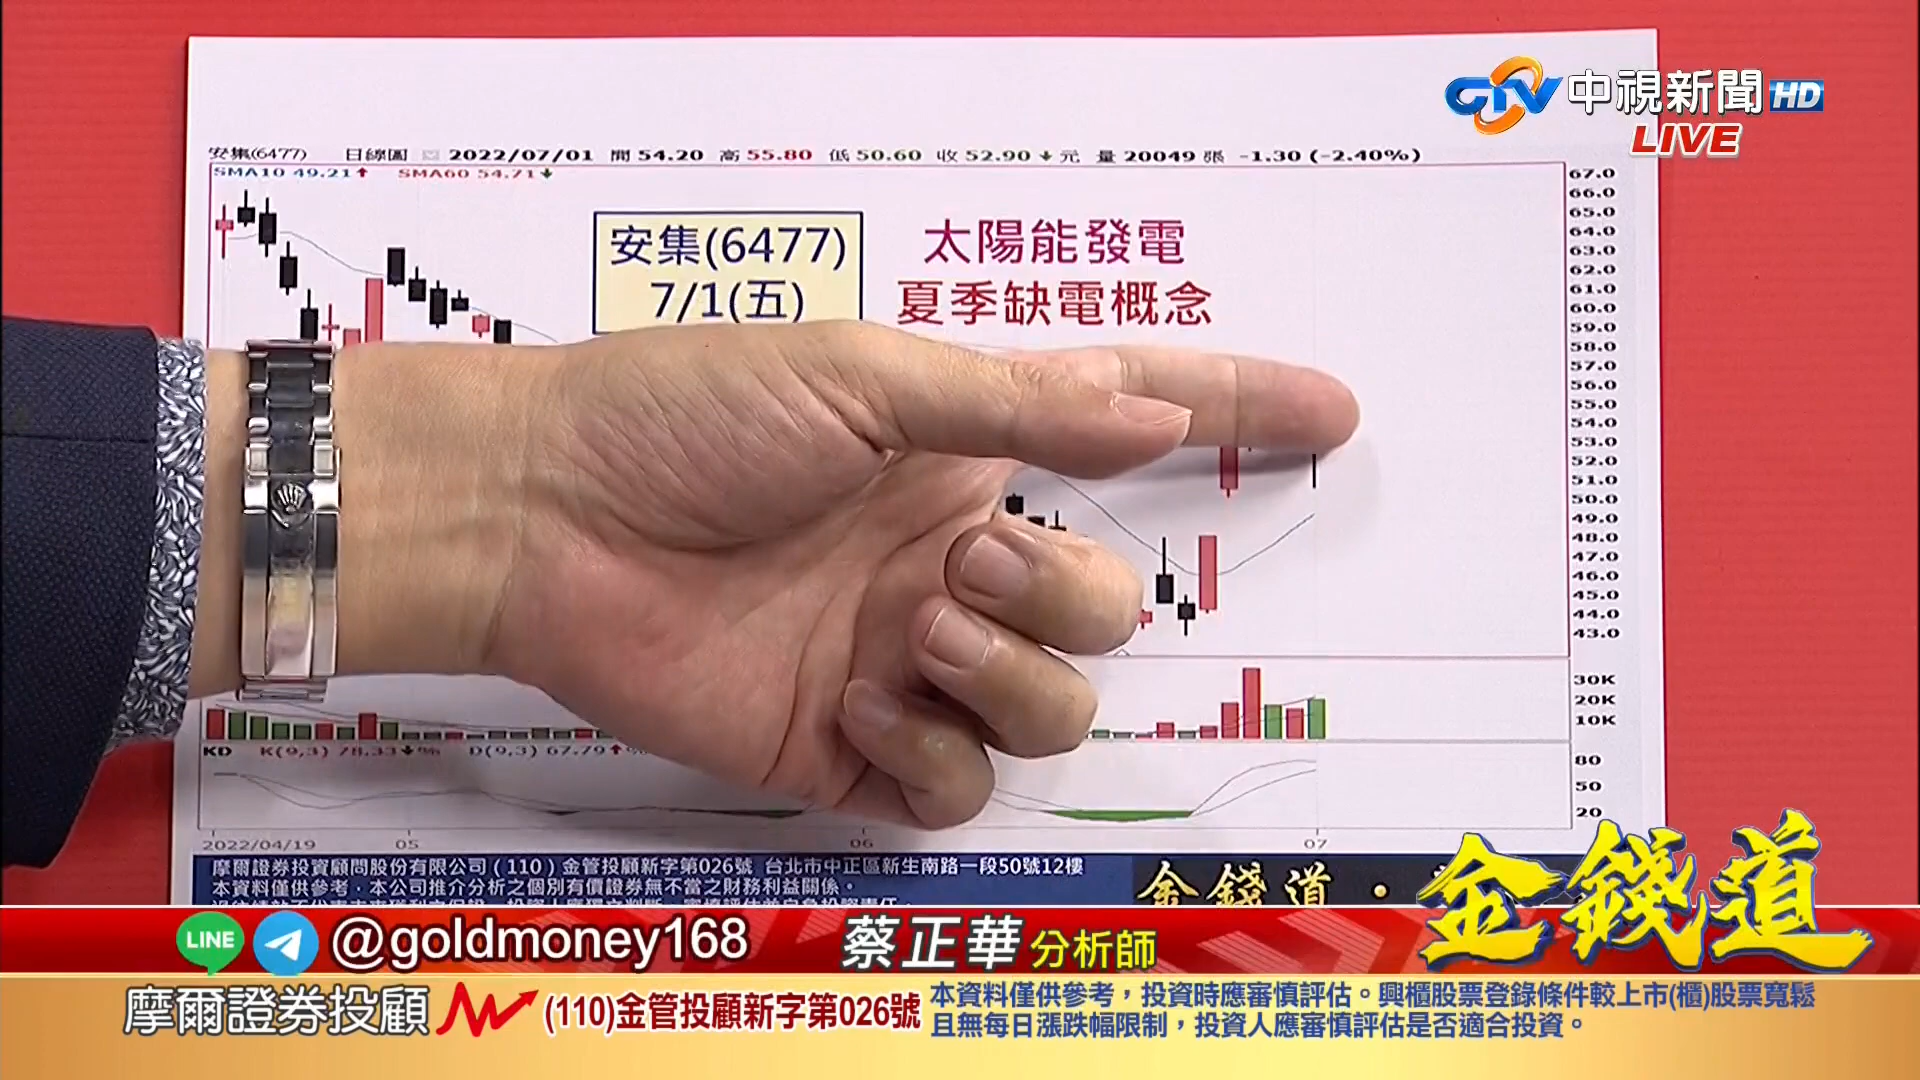 CTV 中視新聞 HD
LIVE
安集(6477) 日線圖 2022/07/01 開 54.20 高 55.80 低 50.60 收 52.90↓元 量 20049 張 -1.30 (-2.40%)
SMA10 49.21↑ SMA60 54.71↓
安集(6477)
7/1(五)
太陽能發電
夏季缺電概念
67.0
66.0
65.0
64.0
63.0
62.0
61.0
60.0
59.0
58.0
57.0
56.0
55.0
54.0
53.0
52.0
51.0
50.0
49.0
48.0
47.0
46.0
45.0
44.0
43.0
30K
20K
10K
KD K(9,3) 78.33↓% D(9,3) 67.79↑%
80
50
20
2022/04/19 05 06 07
摩爾證券投資顧問股份有限公司(110)金管投顧新字第026號 台北市中正區新生南路一段50號12樓
本資料僅供參考，本公司推介分析之個別有價證券無不當之財務利益關係。
金錢道・
金錢道
LINE @goldmoney168 蔡正華 分析師
摩爾證券投顧 (110)金管投顧新字第026號
本資料僅供參考，投資時應審慎評估。興櫃股票登錄條件較上市(櫃)股票寬鬆
且無每日漲跌幅限制，投資人應審慎評估是否適合投資。